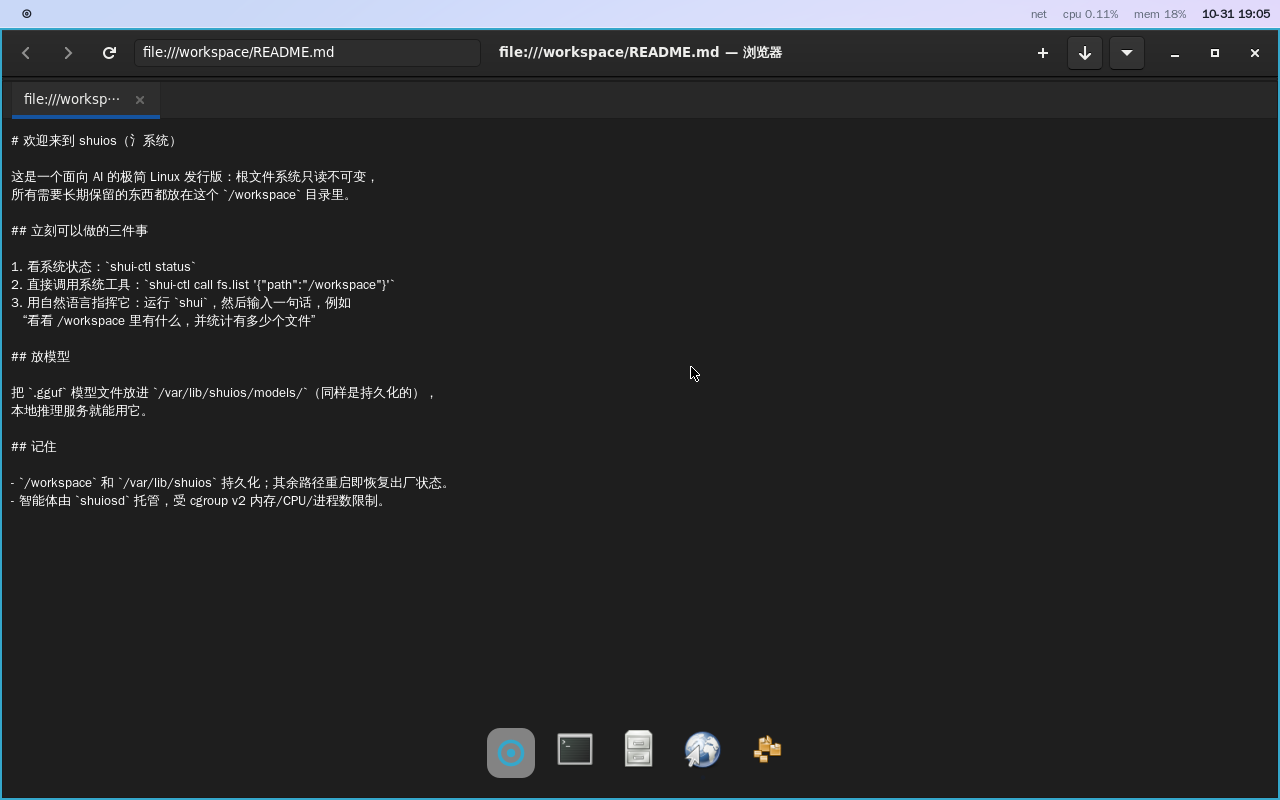 net cpu 0.11% mem 18% 10-31 19:05
file:///workspace/README.md
file:///workspace/README.md — 浏览器
file:///worksp···
# 欢迎来到 shuios（氵系统）
这是一个面向 AI 的极简 Linux 发行版：根文件系统只读不可变，
所有需要长期保留的东西都放在这个 `/workspace` 目录里。
## 立刻可以做的三件事
1. 看系统状态：`shui-ctl status`
2. 直接调用系统工具：`shui-ctl call fs.list '{"path":"/workspace"}'`
3. 用自然语言指挥它：运行 `shui`，然后输入一句话，例如
“看看 /workspace 里有什么，并统计有多少个文件”
## 放模型
把 `.gguf` 模型文件放进 `/var/lib/shuios/models/`（同样是持久化的），
本地推理服务就能用它。
## 记住
- `/workspace` 和 `/var/lib/shuios` 持久化；其余路径重启即恢复出厂状态。
- 智能体由 `shuiosd` 托管，受 cgroup v2 内存/CPU/进程数限制。